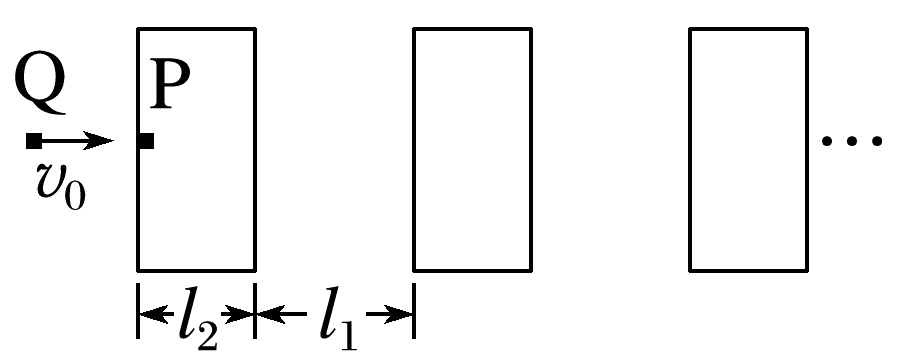 Q
P
v₀
···
l₂
l₁